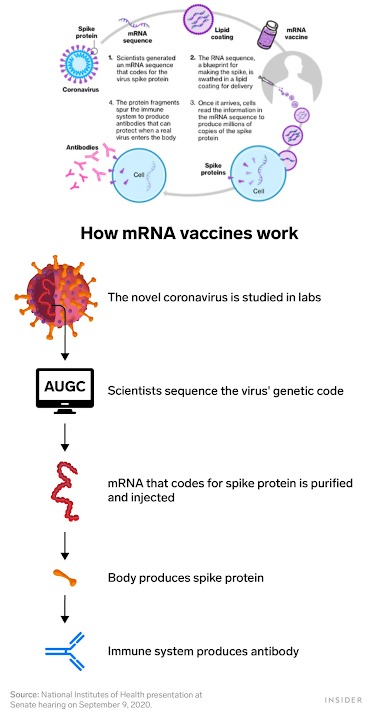 Spike
protein
mRNA
sequence
Lipid
coating
mRNA
vaccine
Coronavirus
1. Scientists generated
an mRNA sequence
that codes for the
virus spike protein
2. The RNA sequence,
a blueprint for
making the spike, is
swathed in a lipid
coating for delivery
4. The protein fragments
spur the immune
system to produce
antibodies that can
protect when a real
virus enters the body
3. Once it arrives, cells
read the information in
the mRNA sequence to
produce millions of
copies of the spike
protein
Antibodies
Cell
Spike
proteins
Cell
How mRNA vaccines work
The novel coronavirus is studied in labs
AUGC
Scientists sequence the virus' genetic code
mRNA that codes for spike protein is purified
and injected
Body produces spike protein
Immune system produces antibody
Source: National Institutes of Health presentation at
Senate hearing on September 9, 2020.
INSIDER